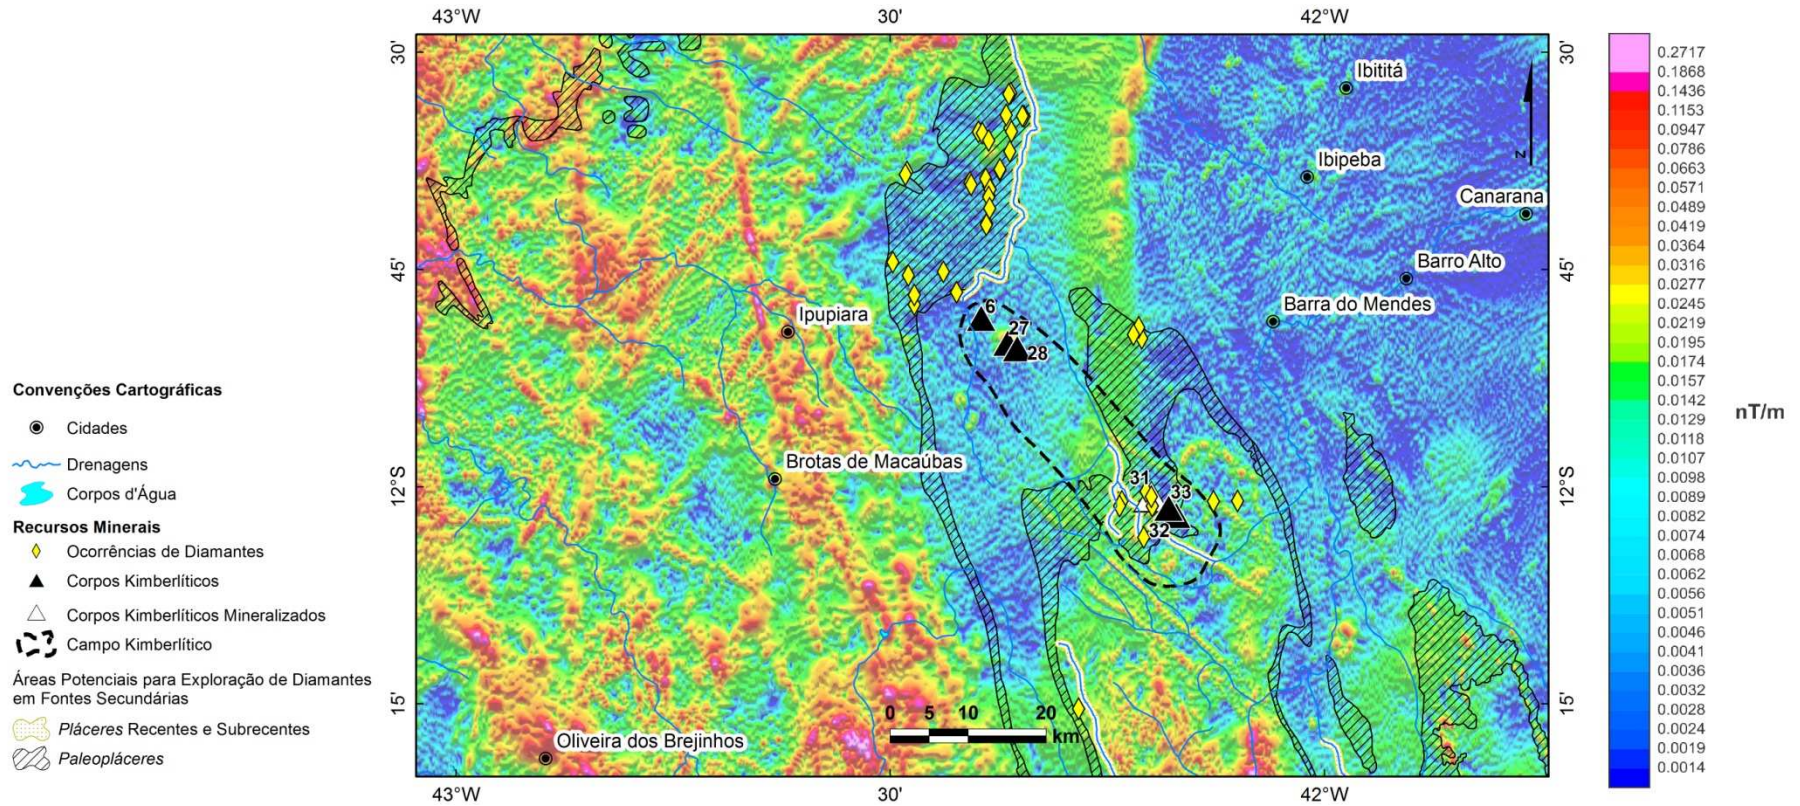 43°W
30'
42°W
30'
30'
Ibititá
Ibipeba
Canarana
Barro Alto
Barra do Mendes
45'
45'
6
27
28
Ipupiara
Brotas de Macaúbas
12°S
12°S
31
33
32
15'
15'
0 5 10 20
km
Oliveira dos Brejinhos
43°W
30'
42°W
N
Convenções Cartográficas
Cidades
Drenagens
Corpos d'Água
Recursos Minerais
Ocorrências de Diamantes
Corpos Kimberlíticos
Corpos Kimberlíticos Mineralizados
Campo Kimberlítico
Áreas Potenciais para Exploração de Diamantes
em Fontes Secundárias
Pláceres Recentes e Subrecentes
Paleopláceres
0.2717
0.1868
0.1436
0.1153
0.0947
0.0786
0.0663
0.0571
0.0489
0.0419
0.0364
0.0316
0.0277
0.0245
0.0219
0.0195
0.0174
0.0157
0.0142
0.0129
0.0118
0.0107
0.0098
0.0089
0.0082
0.0074
0.0068
0.0062
0.0056
0.0051
0.0046
0.0041
0.0036
0.0032
0.0028
0.0024
0.0019
0.0014
nT/m